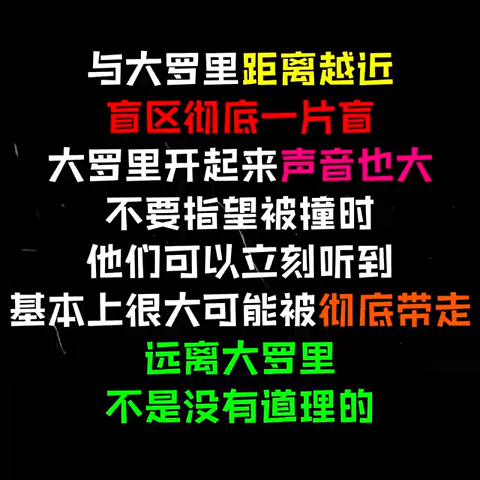 与大罗里距离越近
盲区彻底一片盲
大罗里开起来声音也大
不要指望被撞时
他们可以立刻听到
基本上很大可能被彻底带走
远离大罗里
不是没有道理的